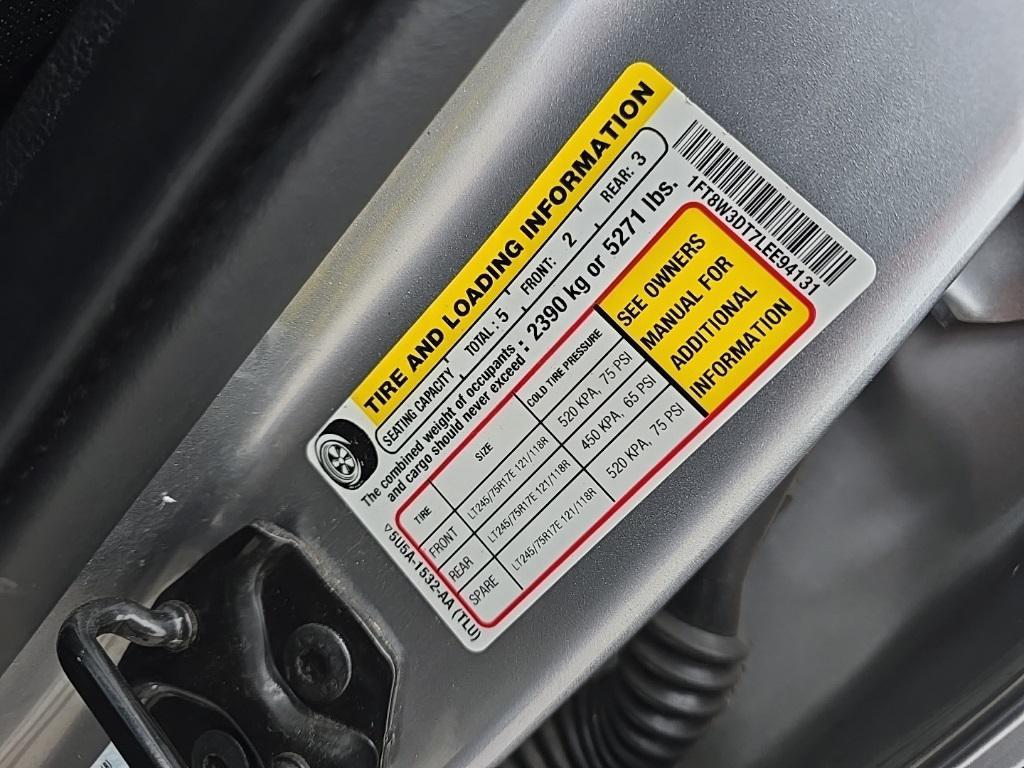 TIRE AND LOADING INFORMATION
SEATING CAPACITY, TOTAL: 5, FRONT: 2, REAR: 3
The combined weight of occupants
and cargo should never exceed : 2390 kg or 5271 lbs.
TIRE SIZE COLD TIRE PRESSURE
FRONT LT245/75R17E 121/118R 520 KPA, 75 PSI
REAR LT245/75R17E 121/118R 450 KPA, 65 PSI
SPARE LT245/75R17E 121/118R 520 KPA, 75 PSI
SEE OWNERS
MANUAL FOR
ADDITIONAL
INFORMATION
1FT8W3DT7LEE94131
▽5U5A-1532-AA (TLU)